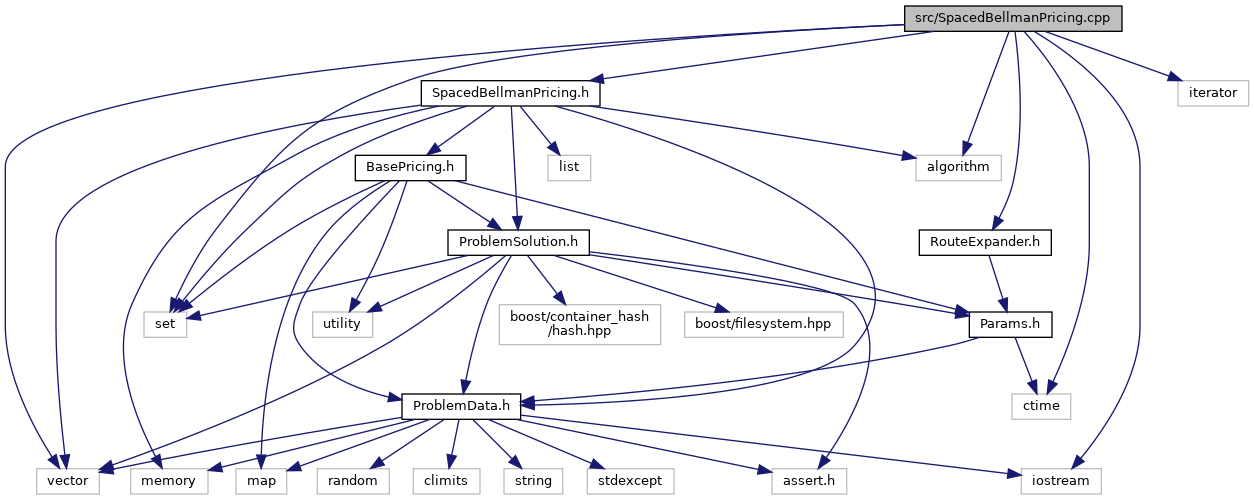 src/SpacedBellmanPricing.cpp
SpacedBellmanPricing.h
iterator
BasePricing.h
list
algorithm
ProblemSolution.h
RouteExpander.h
set
utility
boost/container_hash
/hash.hpp
boost/filesystem.hpp
Params.h
ProblemData.h
ctime
vector
memory
map
random
climits
string
stdexcept
assert.h
iostream